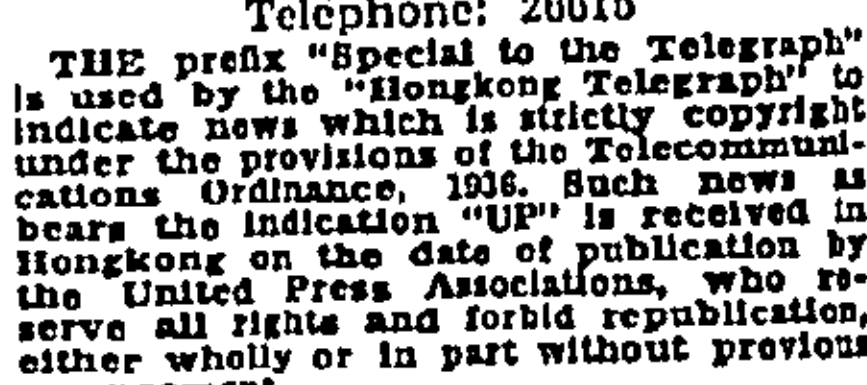 Telephone:
THE prefix "Special to the Telegraph"
is used by the "Hongkong Telegraph" to
indicate news which is strictly copyright
under the provisions of the Telecommuni-
cations Ordinance, 1936. Such news as
bears the indication "UP" is received in
Hongkong on the date of publication by
the United Press Associations, who re-
serve all rights and forbid republication,
either wholly or in part without previous